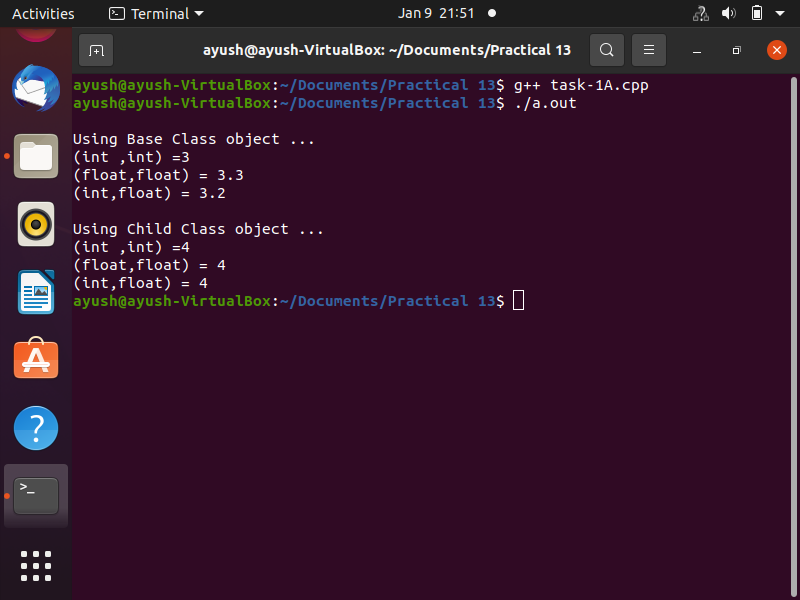 Activities Terminal Jan 9 21:51
ayush@ayush-VirtualBox: ~/Documents/Practical 13
ayush@ayush-VirtualBox:~/Documents/Practical 13$ g++ task-1A.cpp
ayush@ayush-VirtualBox:~/Documents/Practical 13$ ./a.out
Using Base Class object ...
(int ,int) =3
(float,float) = 3.3
(int,float) = 3.2
Using Child Class object ...
(int ,int) =4
(float,float) = 4
(int,float) = 4
ayush@ayush-VirtualBox:~/Documents/Practical 13$